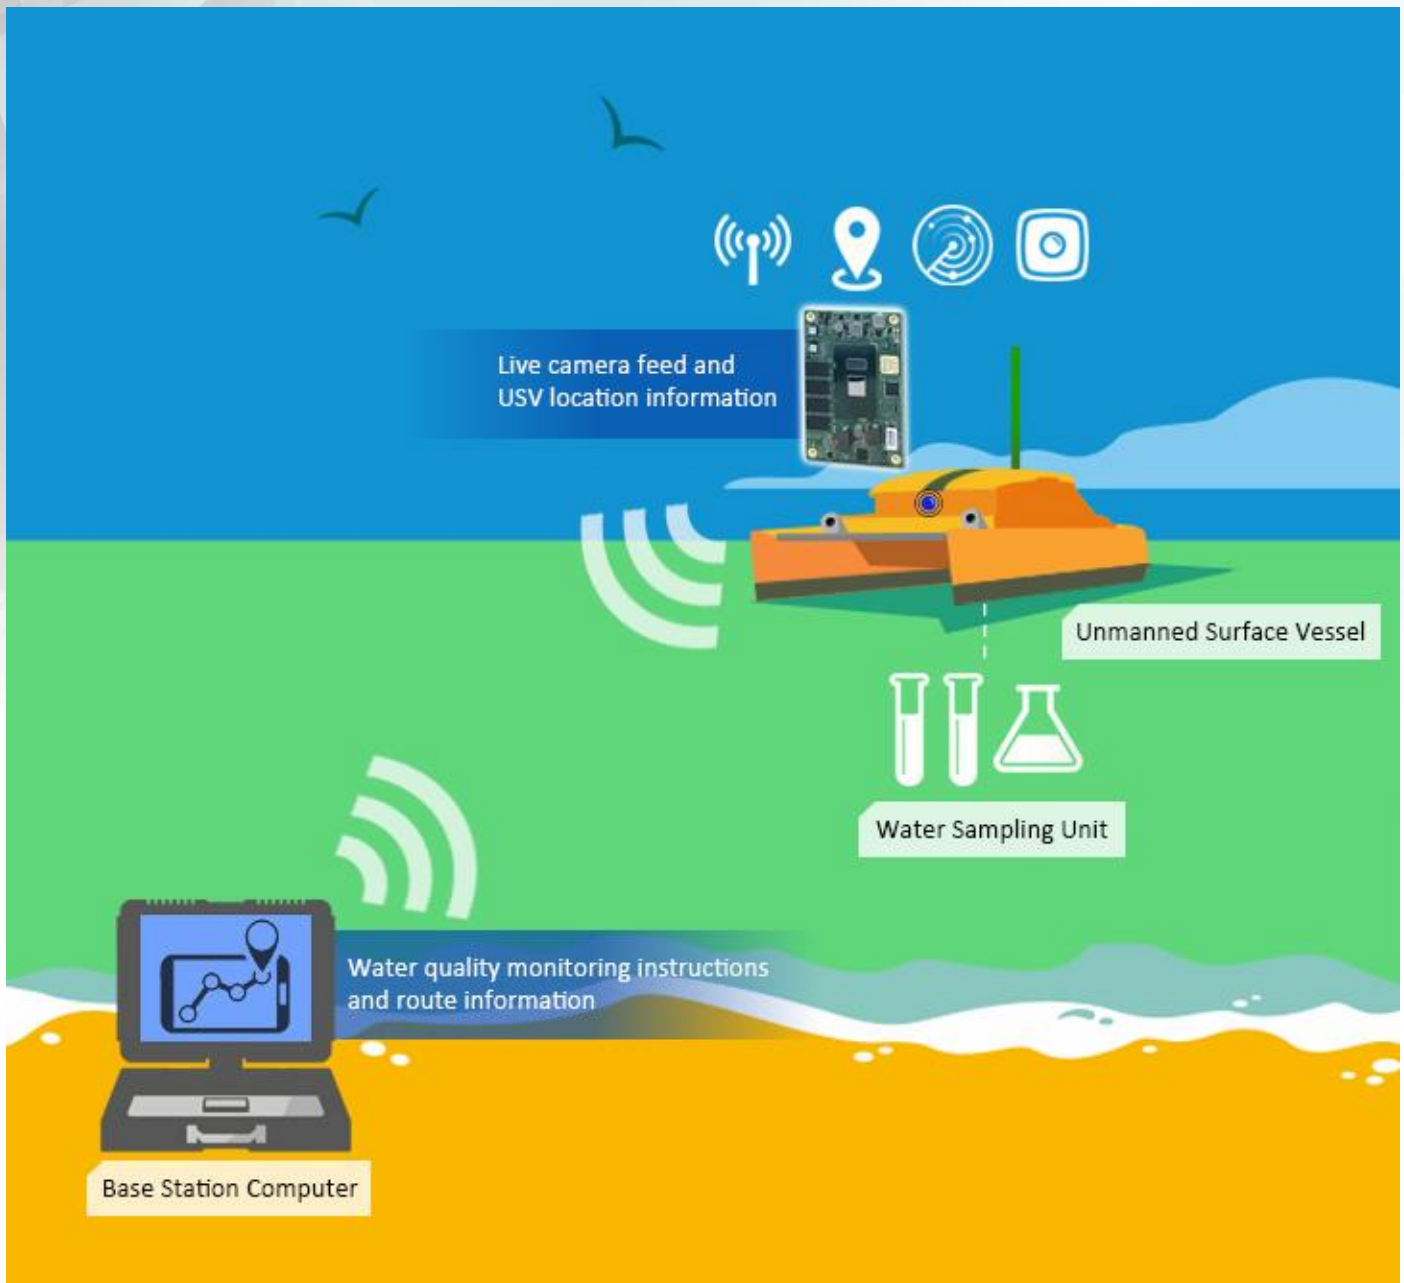 Live camera feed and
USV location information
Unmanned Surface Vessel
Water Sampling Unit
Water quality monitoring instructions
and route information
Base Station Computer